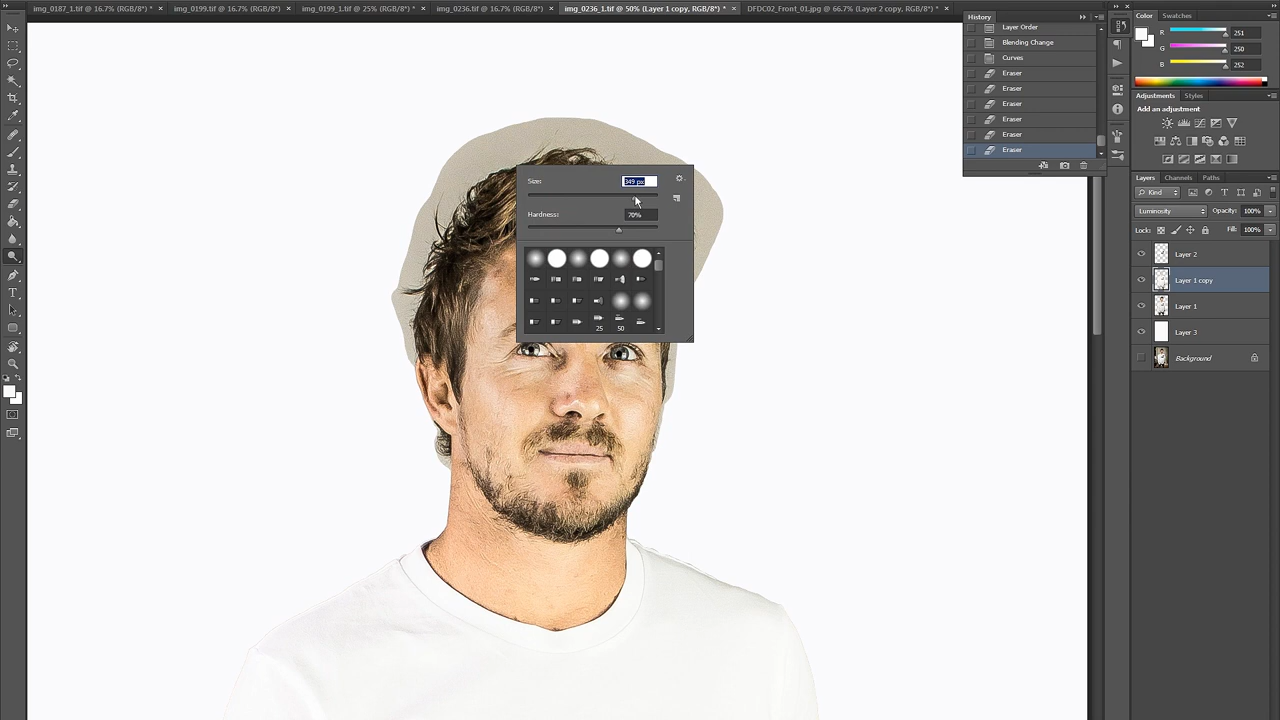 img_0187_1.tif @ 16.7% (RGB/8*) * × img_0199.tif @ 16.7% (RGB/8*) × img_0199_1.tif @ 25% (RGB/8*) * × img_0236.tif @ 16.7% (RGB/8*) × img_0236_1.tif @ 50% (Layer 1 copy, RGB/8*) * × DFDC02_Front_01.jpg @ 66.7% (Layer 2 copy, RGB/8*) * ×
History
Layer Order
Blending Change
Curves
Eraser
Eraser
Eraser
Eraser
Eraser
Eraser
Color Swatches
R 251
G 250
B 252
Adjustments Styles
Add an adjustment
Layers Channels Paths
Kind
Luminosity Opacity: 100%
Lock: Fill: 100%
Layer 2
Layer 1 copy
Layer 1
Layer 3
Background
Size: 349 px
Hardness: 70%
25 50
T